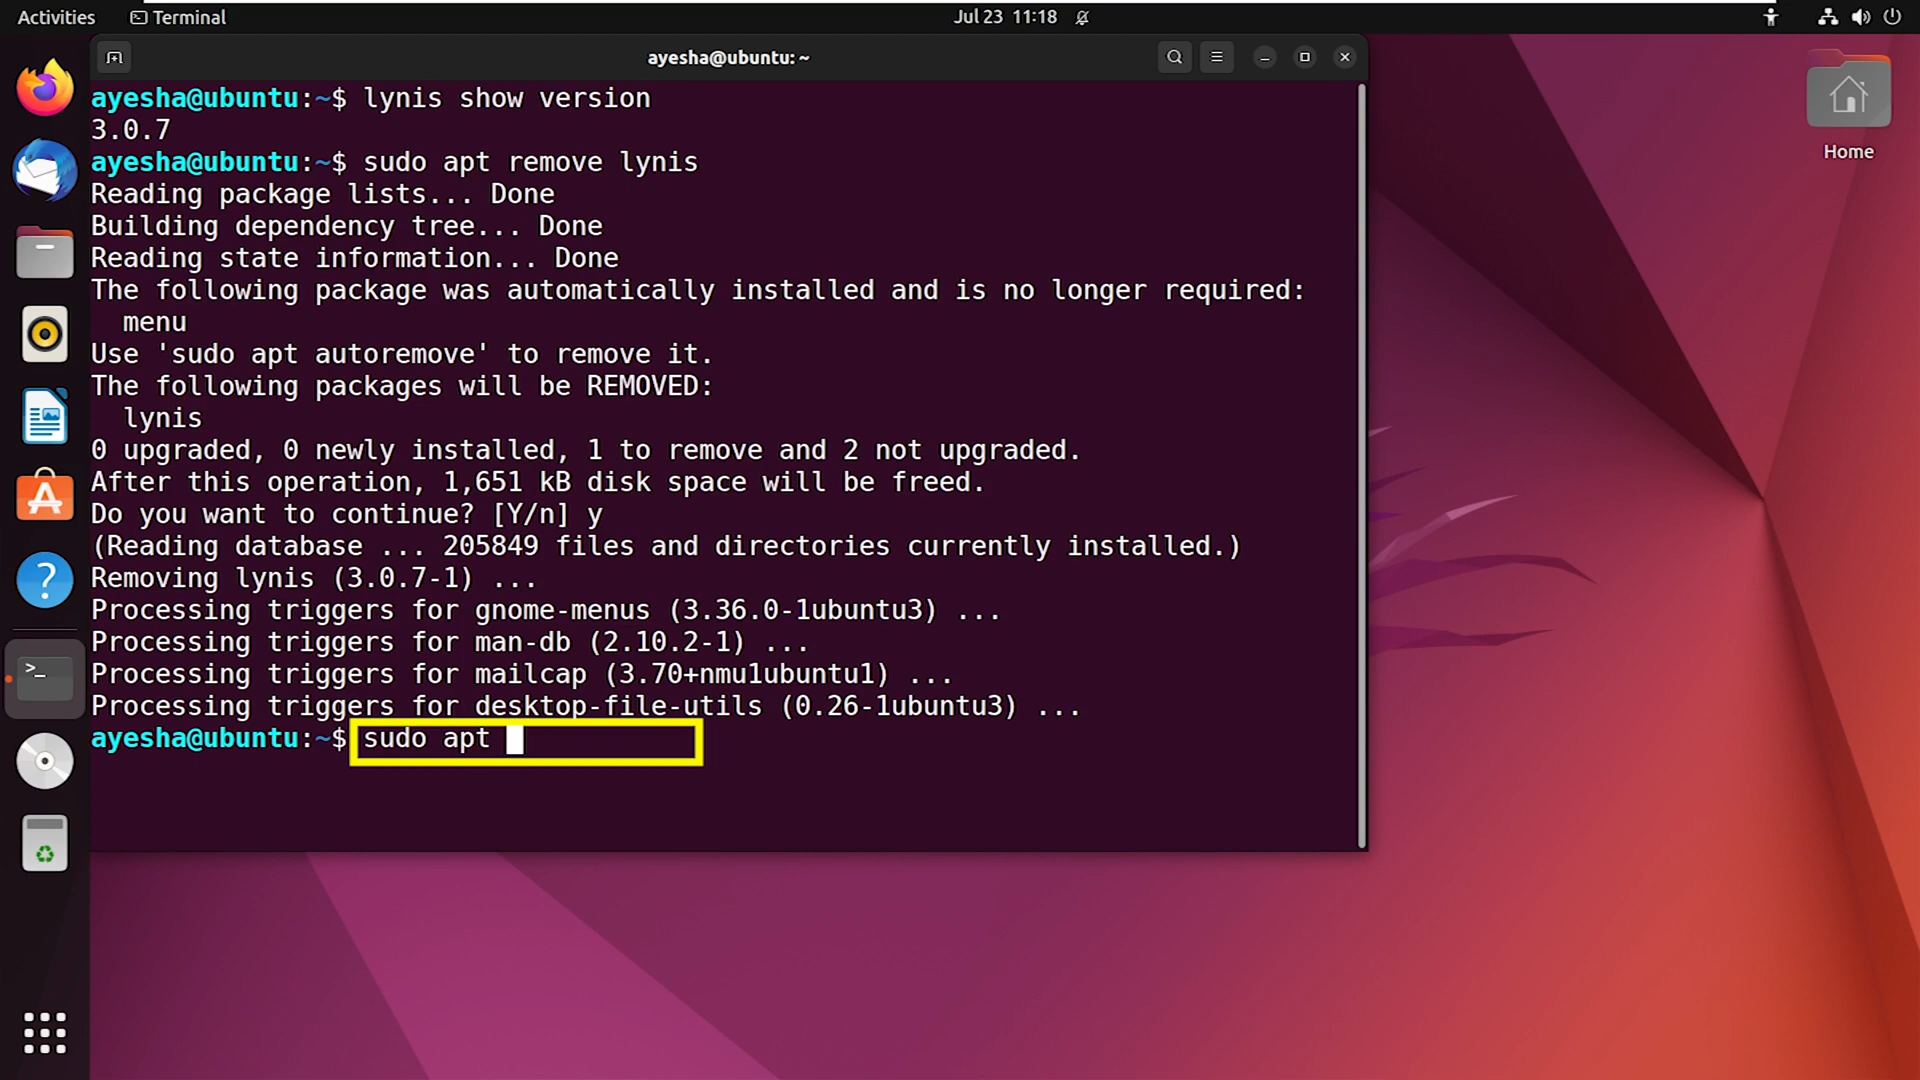 Activities Terminal Jul 23 11:18
ayesha@ubuntu: ~
ayesha@ubuntu:~$ lynis show version
3.0.7
ayesha@ubuntu:~$ sudo apt remove lynis
Reading package lists... Done
Building dependency tree... Done
Reading state information... Done
The following package was automatically installed and is no longer required:
  menu
Use 'sudo apt autoremove' to remove it.
The following packages will be REMOVED:
  lynis
0 upgraded, 0 newly installed, 1 to remove and 2 not upgraded.
After this operation, 1,651 kB disk space will be freed.
Do you want to continue? [Y/n] y
(Reading database ... 205849 files and directories currently installed.)
Removing lynis (3.0.7-1) ...
Processing triggers for gnome-menus (3.36.0-1ubuntu3) ...
Processing triggers for man-db (2.10.2-1) ...
Processing triggers for mailcap (3.70+nmu1ubuntu1) ...
Processing triggers for desktop-file-utils (0.26-1ubuntu3) ...
ayesha@ubuntu:~$ sudo apt
Home